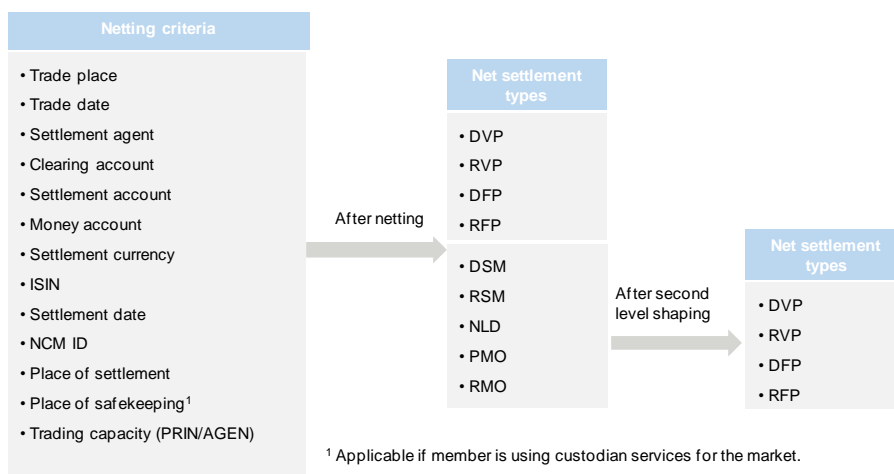 Netting criteria
• Trade place
• Trade date
• Settlement agent
• Clearing account
• Settlement account
• Money account
• Settlement currency
• ISIN
• Settlement date
• NCM ID
• Place of settlement
• Place of safekeeping¹
• Trading capacity (PRIN/AGEN)
After netting
Net settlement
types
• DVP
• RVP
• DFP
• RFP
• DSM
• RSM
• NLD
• PMO
• RMO
After second
level shaping
Net settlement
types
• DVP
• RVP
• DFP
• RFP
¹ Applicable if member is using custodian services for the market.